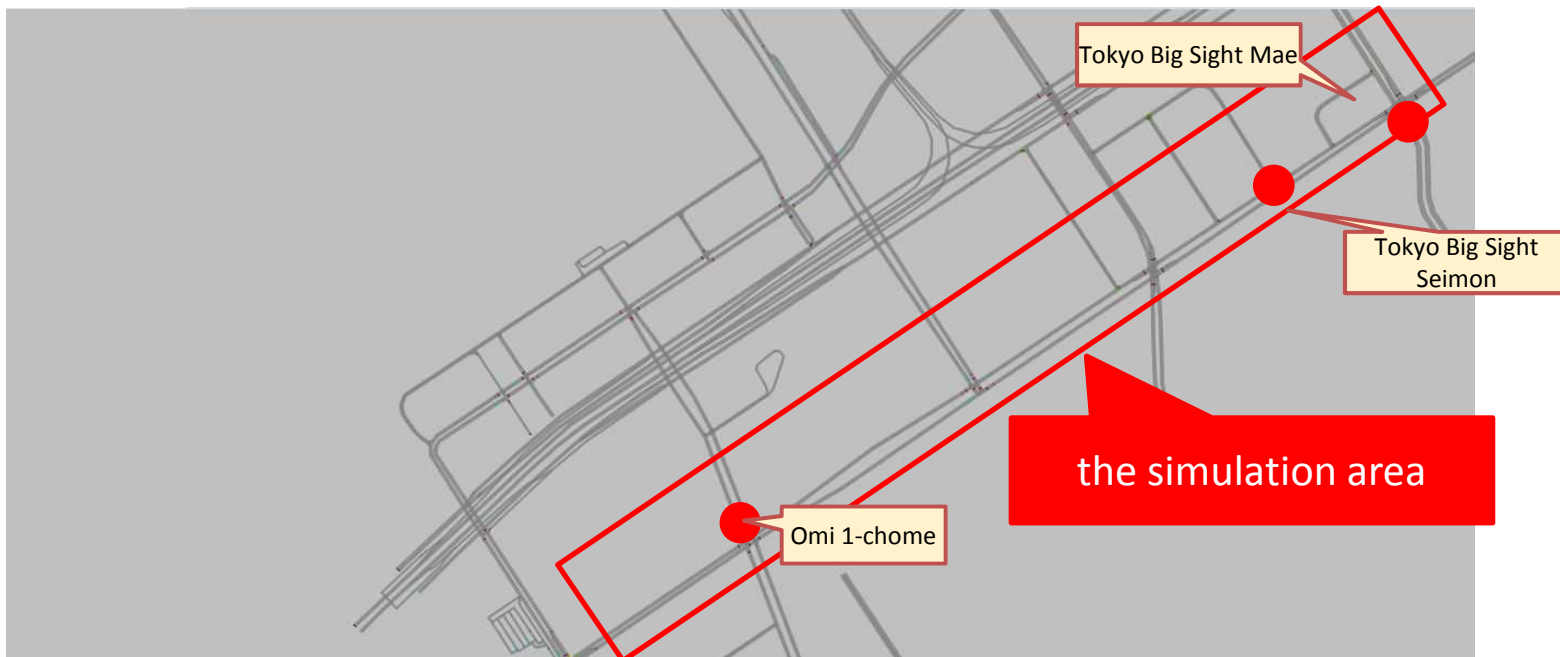 Tokyo Big Sight Mae
Tokyo Big Sight
Seimon
the simulation area
Omi 1-chome